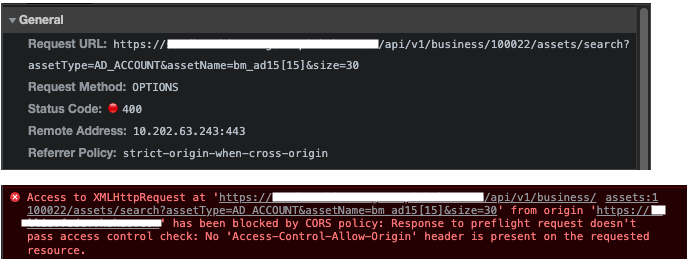 General
Request URL: https:// /api/v1/business/100022/assets/search?
assetType=AD_ACCOUNT&assetName=bm_ad15[15]&size=30
Request Method: OPTIONS
Status Code: 400
Remote Address: 10.202.63.243:443
Referrer Policy: strict-origin-when-cross-origin
Access to XMLHttpRequest at 'https:// /api/v1/business/ assets:1
100022/assets/search?assetType=AD_ACCOUNT&assetName=bm_ad15[15]&size=30' from origin 'https://
' has been blocked by CORS policy: Response to preflight request doesn't
pass access control check: No 'Access-Control-Allow-Origin' header is present on the requested
resource.